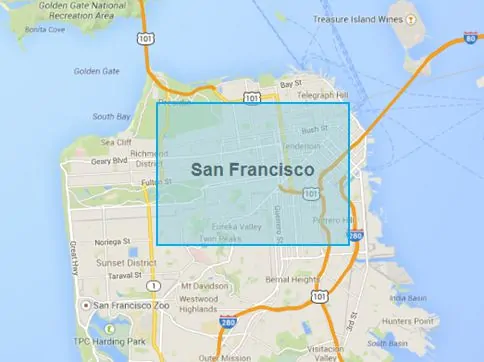 Golden Gate National
Recreation Area
Bonita Cove
Treasure Island Wines
80
101
Golden Gate
Bay St
Telegraph Hill
Presidio
101
South Bay
Bush St
Sea Cliff
Tenderloin
Richmond
District
Geary Blvd
San Francisco
Fulton St
101
Guerrero St
Potrero Hill
Great Hwy
Eureka Valley
Twin Peaks
Noriega St
280
Sunset District
Taraval St
1
Mt Davidson
Bernal Heights
San Francisco Zoo
Westwood
Highlands
101
India Basin
3rd St
280
Hunters Point
TPC Harding Park
South Basin
Visitacion
Valley
Outer Mission